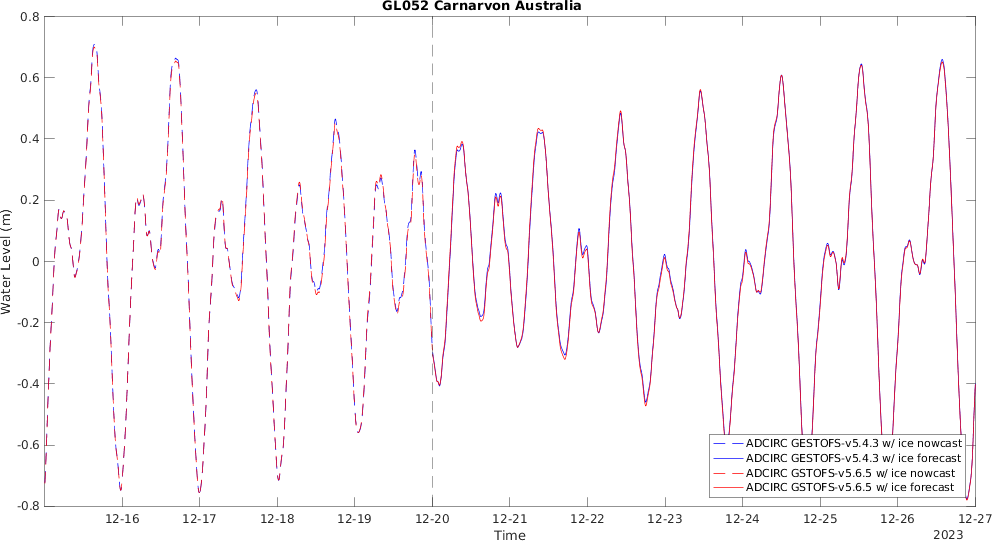 GL052 Carnarvon Australia
0.8
0.6
0.4
0.2
0
-0.2
-0.4
-0.6
-0.8
Water Level (m)
ADCIRC GESTOFS-v5.4.3 w/ ice nowcast
ADCIRC GESTOFS-v5.4.3 w/ ice forecast
ADCIRC GSTOFS-v5.6.5 w/ ice nowcast
ADCIRC GSTOFS-v5.6.5 w/ ice forecast
12-16 12-17 12-18 12-19 12-20 12-21 12-22 12-23 12-24 12-25 12-26 12-27
Time
2023